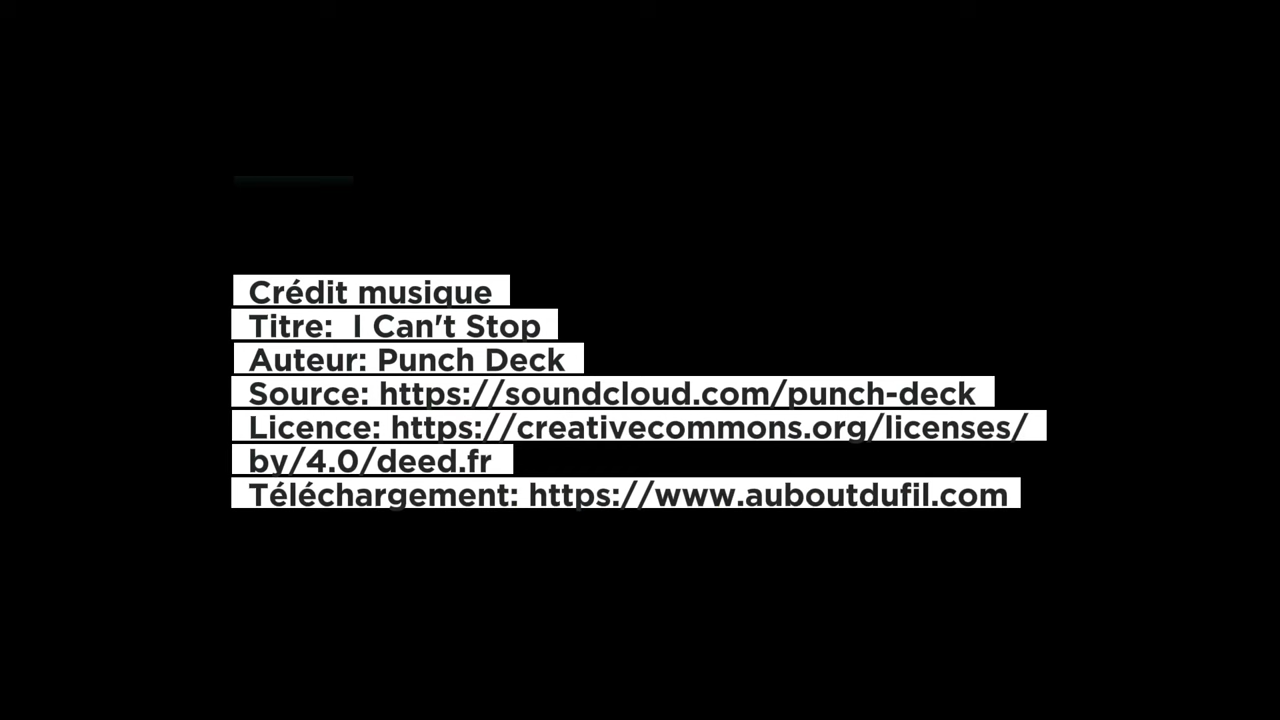 Crédit musique
Titre:  I Can't Stop
Auteur: Punch Deck
Source: https://soundcloud.com/punch-deck
Licence: https://creativecommons.org/licenses/
by/4.0/deed.fr
Téléchargement: https://www.auboutdufil.com